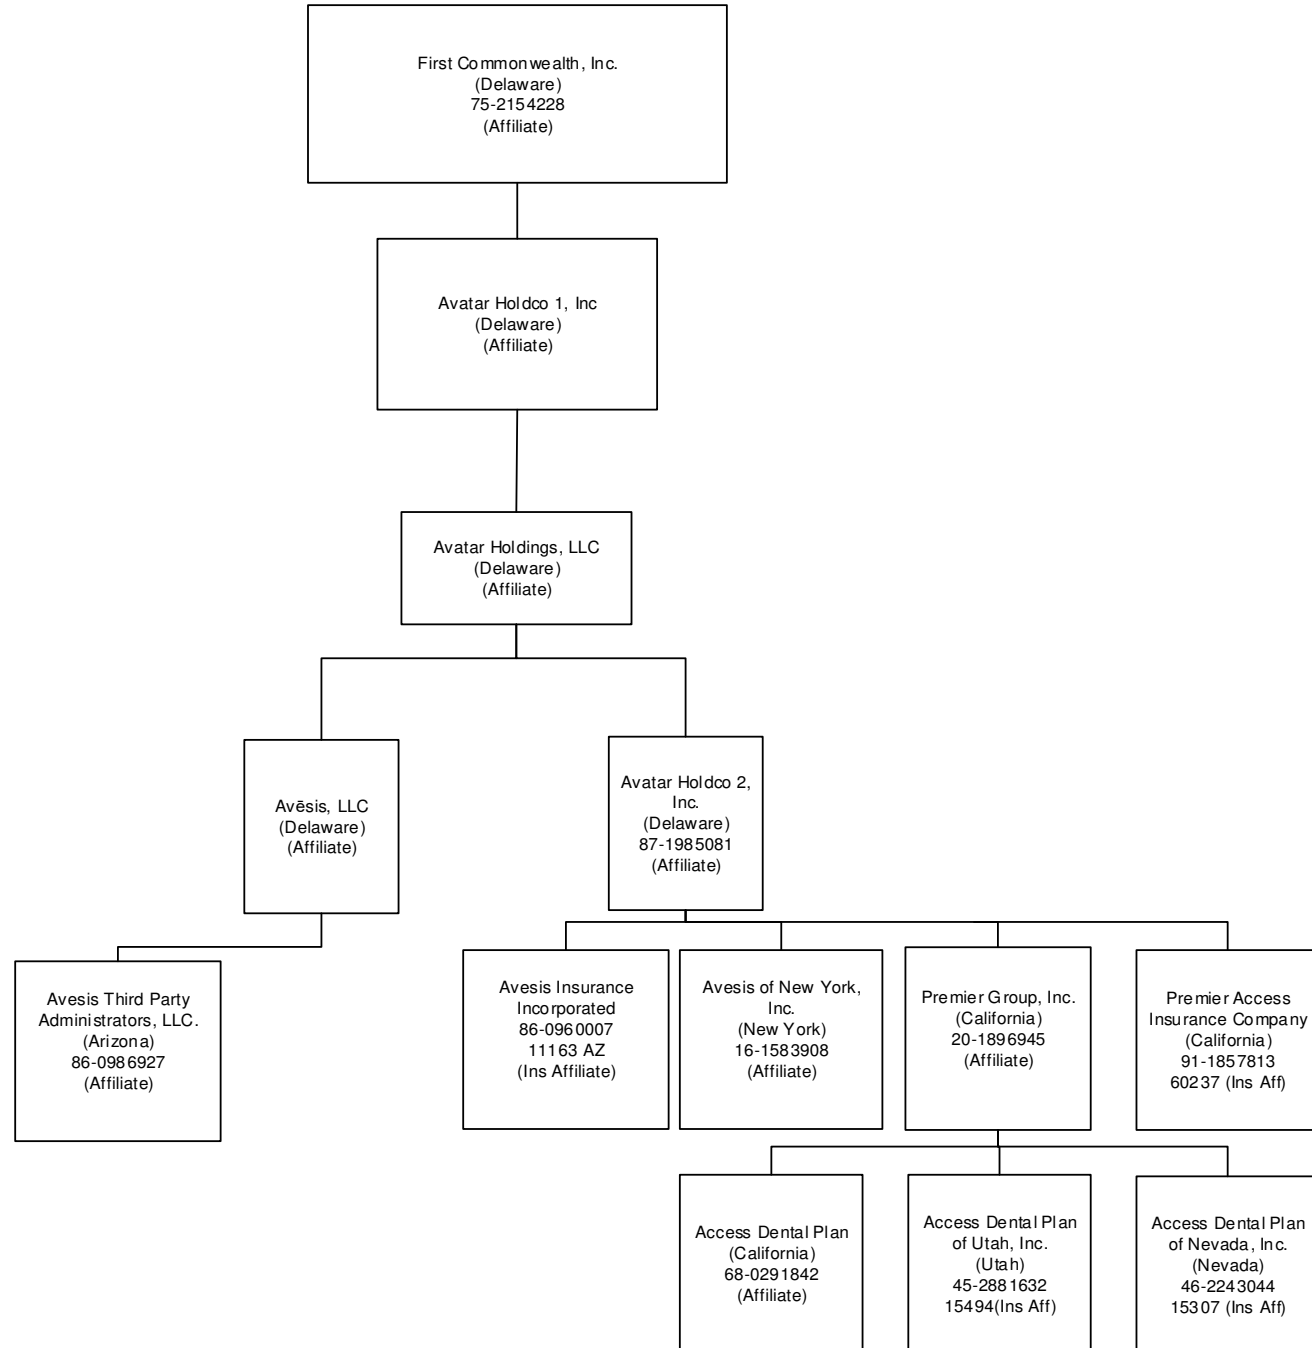 First Commonwealth, Inc.
(Delaware)
75-2154228
(Affiliate)
Avatar Holdco 1, Inc
(Delaware)
(Affiliate)
Avatar Holdings, LLC
(Delaware)
(Affiliate)
Avēsis, LLC
(Delaware)
(Affiliate)
Avatar Holdco 2,
Inc.
(Delaware)
87-1985081
(Affiliate)
Avesis Third Party
Administrators, LLC.
(Arizona)
86-0986927
(Affiliate)
Avesis Insurance
Incorporated
86-0960007
11163 AZ
(Ins Affiliate)
Avesis of New York,
Inc.
(New York)
16-1583908
(Affiliate)
Premier Group, Inc.
(California)
20-1896945
(Affiliate)
Premier Access
Insurance Company
(California)
91-1857813
60237 (Ins Aff)
Access Dental Plan
(California)
68-0291842
(Affiliate)
Access Dental Plan
of Utah, Inc.
(Utah)
45-2881632
15494(Ins Aff)
Access Dental Plan
of Nevada, Inc.
(Nevada)
46-2243044
15307 (Ins Aff)